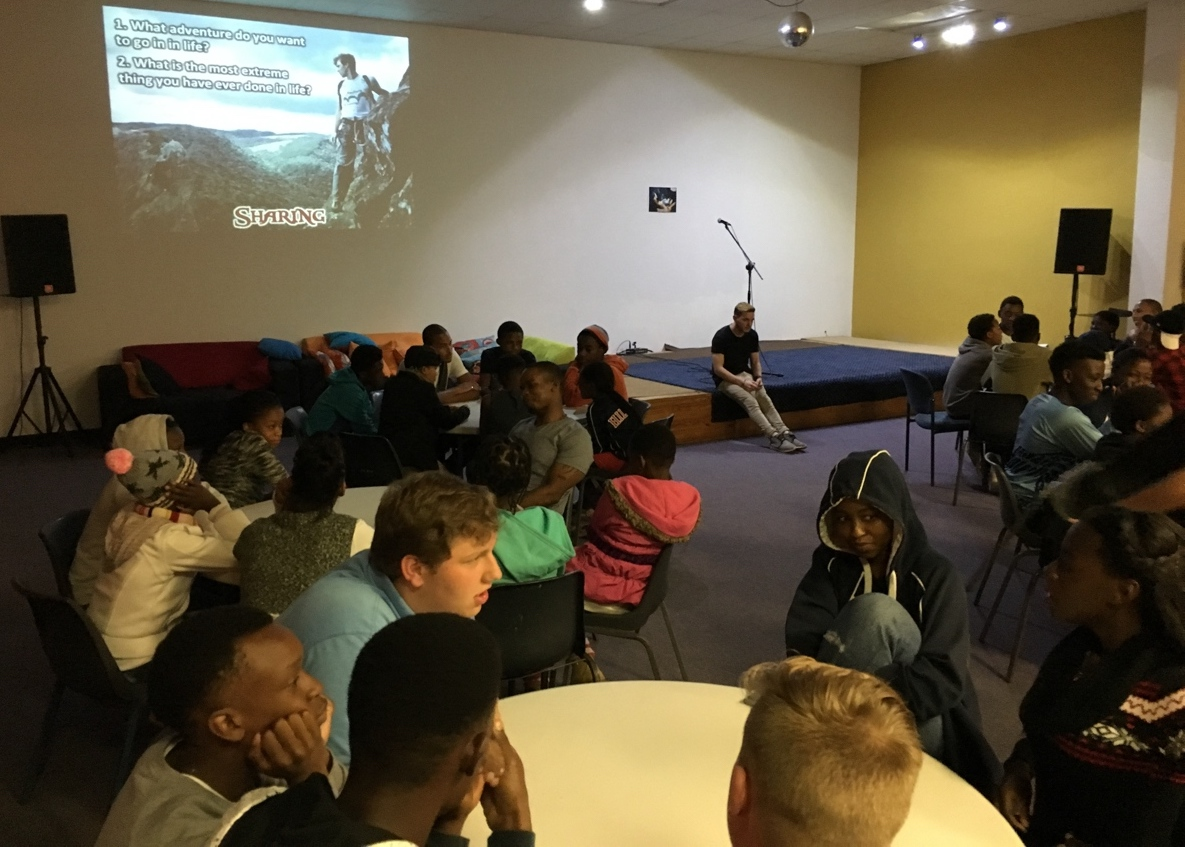 1. What adventure do you want
to go in in life?
2. What is the most extreme
thing you have ever done in life?
SHARING